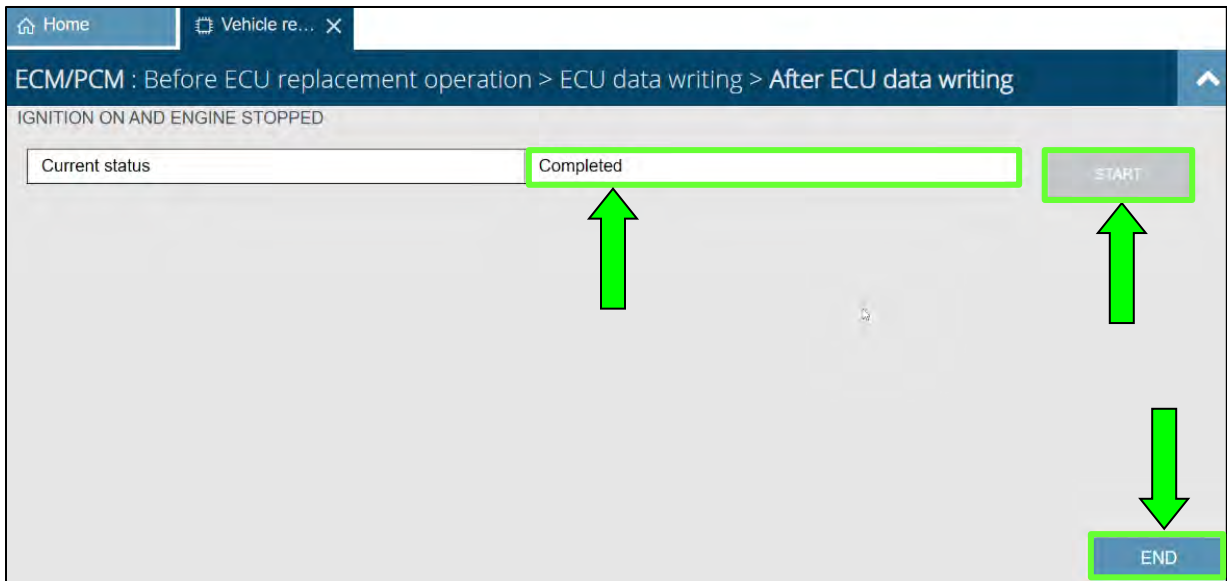 Home
Vehicle re...
ECM/PCM : Before ECU replacement operation > ECU data writing > After ECU data writing
IGNITION ON AND ENGINE STOPPED
Current status
Completed
START
END